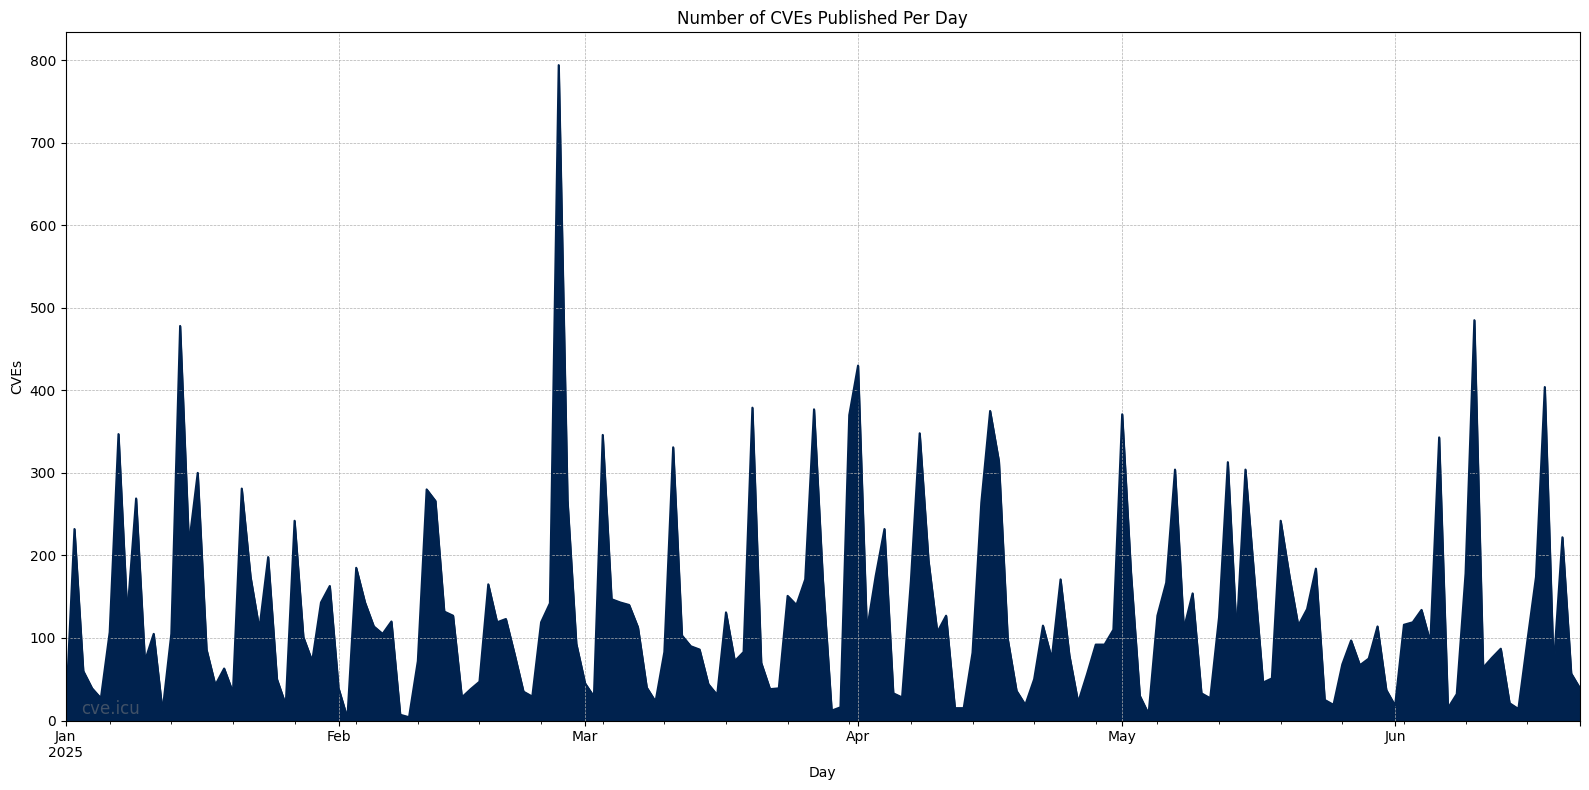 Number of CVEs Published Per Day
CVEs
800
700
600
500
400
300
200
100
0
cve.icu
Jan
2025
Feb
Mar
Apr
May
Jun
Day